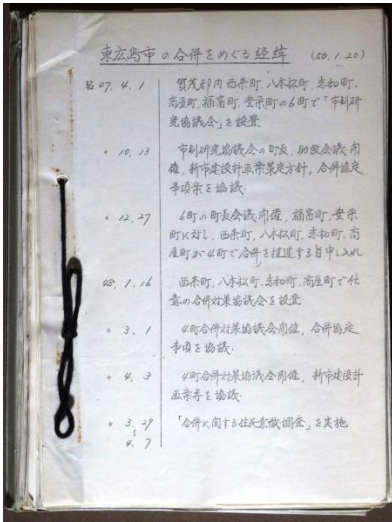 東広島市の合併をめぐる経緯 (50.1.20)
昭47.4.1 賀茂郡内西条町、八本松町、志和町、
高屋町、福富町、豊栄町の6町で「市制研
究協議会」を設置
〃 10.13 市制研究協議会の町長、助役会議開
催、新市建設計画案策定方針、合併協定
事項案を協議
〃 12.27 6町の町長会議開催、福富町、豊栄
町に対し、西条町、八本松町、志和町、高
屋町が4町で合併を推進する旨申し入れ
48.1.16 西条町、八本松町、志和町、高屋町で任
意の合併対策協議会を設置
〃 3.1 4町合併対策協議会開催、合併協定
事項を協議.
〃 4.3 4町合併対策協議会開催、新市建設計
画案等を協議.
〃 3.29
〜
4.7 「合併に関する住民意識調査」を実施